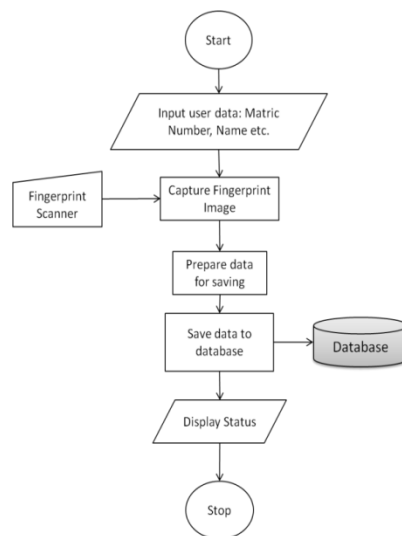 Start
Input user data: Matric
Number, Name etc.
Fingerprint
Scanner
Capture Fingerprint
Image
Prepare data
for saving
Save data to
database
Database
Display Status
Stop